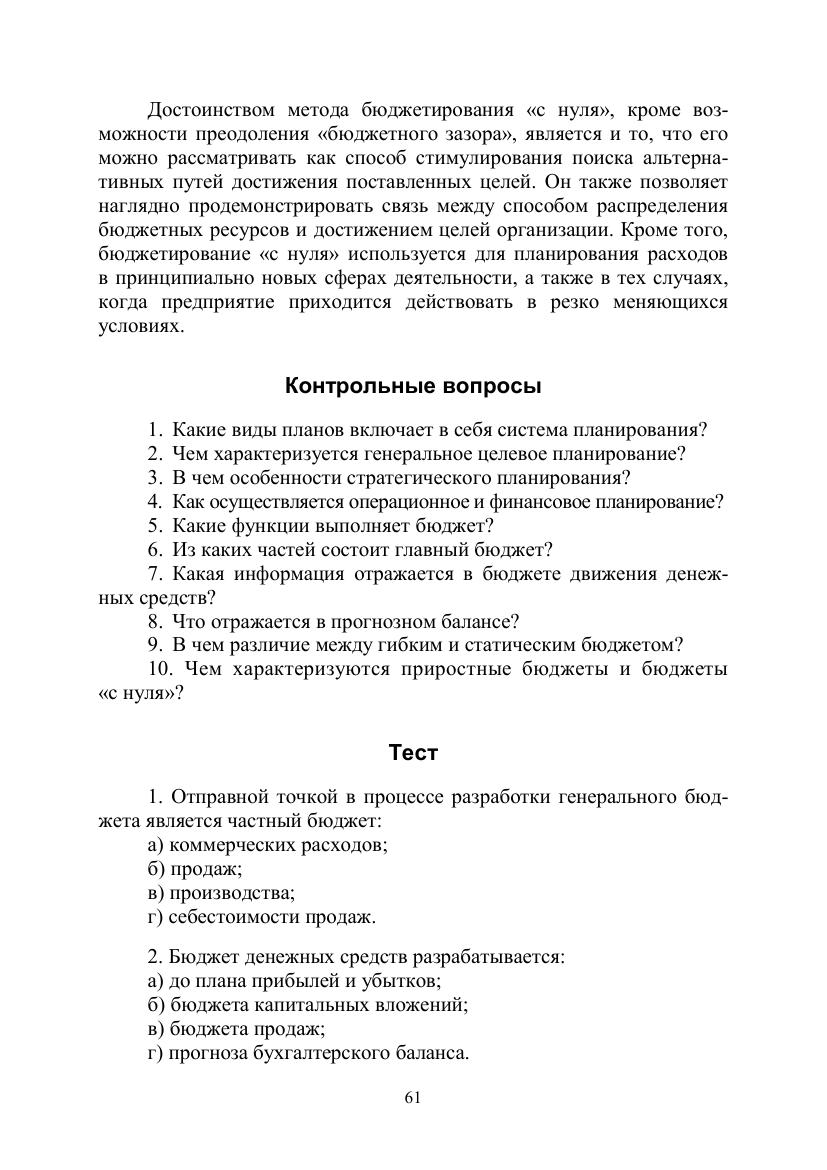 Достоинством метода бюджетирования «с нуля», кроме воз-
можности преодоления «бюджетного зазора», является и то, что его
можно рассматривать как способ стимулирования поиска альтерна-
тивных путей достижения поставленных целей. Он также позволяет
наглядно продемонстрировать связь между способом распределения
бюджетных ресурсов и достижением целей организации. Кроме того,
бюджетирование «с нуля» используется для планирования расходов
в принципиально новых сферах деятельности, а также в тех случаях,
когда предприятие приходится действовать в резко меняющихся
условиях.
Контрольные вопросы
1. Какие виды планов включает в себя система планирования?
2. Чем характеризуется генеральное целевое планирование?
3. В чем особенности стратегического планирования?
4. Как осуществляется операционное и финансовое планирование?
5. Какие функции выполняет бюджет?
6. Из каких частей состоит главный бюджет?
7. Какая информация отражается в бюджете движения денеж-
ных средств?
8. Что отражается в прогнозном балансе?
9. В чем различие между гибким и статическим бюджетом?
10. Чем характеризуются приростные бюджеты и бюджеты
«с нуля»?
Тест
1. Отправной точкой в процессе разработки генерального бюд-
жета является частный бюджет:
а) коммерческих расходов;
б) продаж;
в) производства;
г) себестоимости продаж.
2. Бюджет денежных средств разрабатывается:
а) до плана прибылей и убытков;
б) бюджета капитальных вложений;
в) бюджета продаж;
г) прогноза бухгалтерского баланса.
61